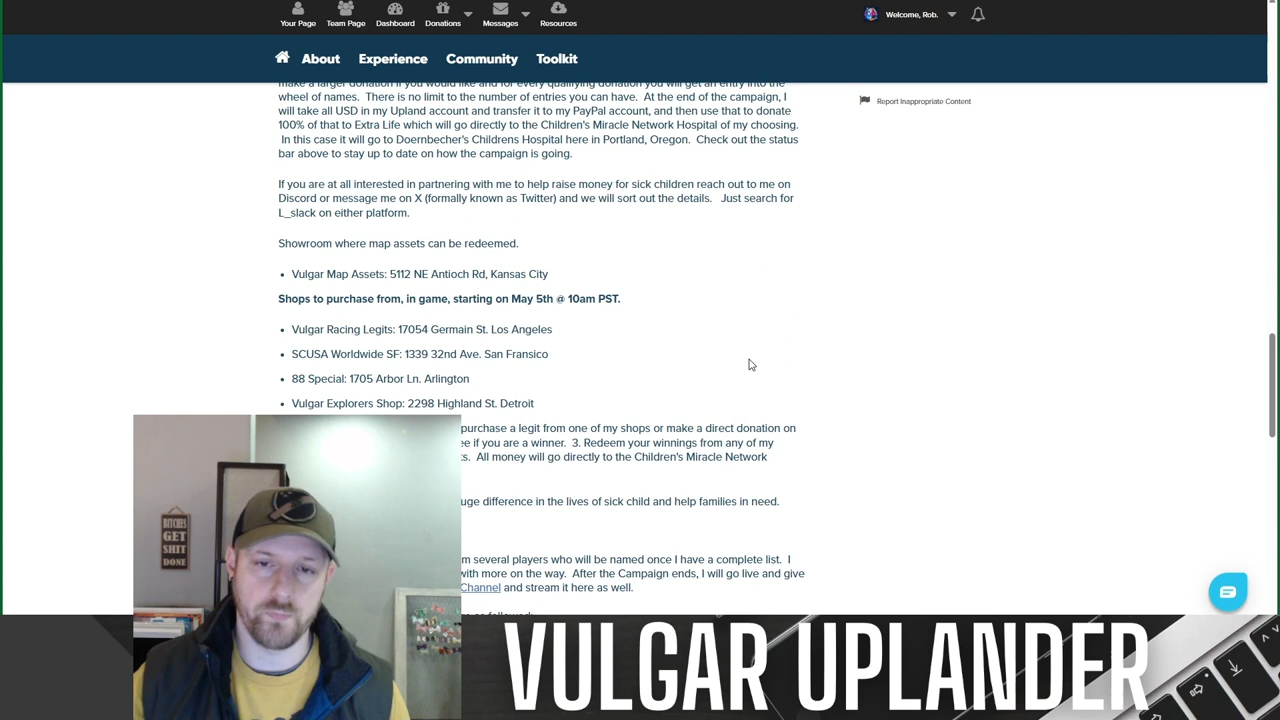 Your Page Team Page Dashboard Donations Messages Resources Welcome, Rob.
About Experience Community Toolkit
make a larger donation if you would like and for every qualifying donation you will get an entry into the
wheel of names. There is no limit to the number of entries you can have. At the end of the campaign, I
will take all USD in my Upland account and transfer it to my PayPal account, and then use that to donate
100% of that to Extra Life which will go directly to the Children's Miracle Network Hospital of my choosing.
In this case it will go to Doernbecher's Childrens Hospital here in Portland, Oregon. Check out the status
bar above to stay up to date on how the campaign is going.
Report Inappropriate Content
If you are at all interested in partnering with me to help raise money for sick children reach out to me on
Discord or message me on X (formally known as Twitter) and we will sort out the details. Just search for
L_slack on either platform.
Showroom where map assets can be redeemed.
• Vulgar Map Assets: 5112 NE Antioch Rd, Kansas City
Shops to purchase from, in game, starting on May 5th @ 10am PST.
• Vulgar Racing Legits: 17054 Germain St. Los Angeles
• SCUSA Worldwide SF: 1339 32nd Ave. San Fransico
• 88 Special: 1705 Arbor Ln. Arlington
• Vulgar Explorers Shop: 2298 Highland St. Detroit
purchase a legit from one of my shops or make a direct donation on
ee if you are a winner. 3. Redeem your winnings from any of my
s. All money will go directly to the Children's Miracle Network
uge difference in the lives of sick child and help families in need.
m several players who will be named once I have a complete list. I
with more on the way. After the Campaign ends, I will go live and give
Channel and stream it here as well.
BITCHES
GET
SHIT
DONE
VULGAR UPLANDER